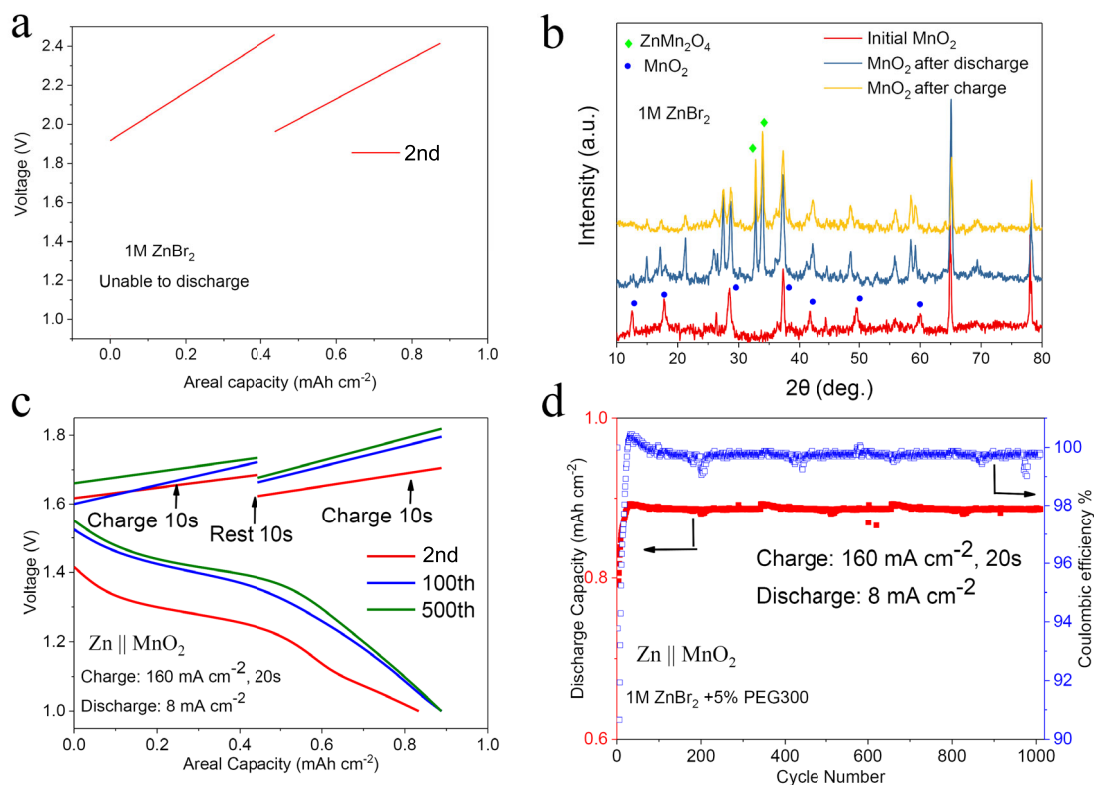 a
2.4
2.2
2.0
1.8
1.6
1.4
1.2
1.0
Voltage (V)
2nd
1M ZnBr₂
Unable to discharge
0.0
0.2
0.4
0.6
0.8
1.0
Areal capacity (mAh cm⁻²)
b
ZnMn₂O₄
MnO₂
1M ZnBr₂
Initial MnO₂
MnO₂ after discharge
MnO₂ after charge
Intensity (a.u.)
10
20
30
40
50
60
70
80
2θ (deg.)
c
1.8
1.6
1.4
1.2
1.0
Voltage (V)
Charge 10s
Rest 10s
Charge 10s
2nd
100th
500th
Zn || MnO₂
Charge: 160 mA cm⁻², 20s
Discharge: 8 mA cm⁻²
0.0
0.2
0.4
0.6
0.8
1.0
Areal Capacity (mAh cm⁻²)
d
1.0
0.8
0.6
Discharge Capacity (mAh cm⁻²)
100
98
96
94
92
90
Coulombic efficiency %
Charge: 160 mA cm⁻², 20s
Discharge: 8 mA cm⁻²
Zn || MnO₂
1M ZnBr₂ +5% PEG300
0
200
400
600
800
1000
Cycle Number